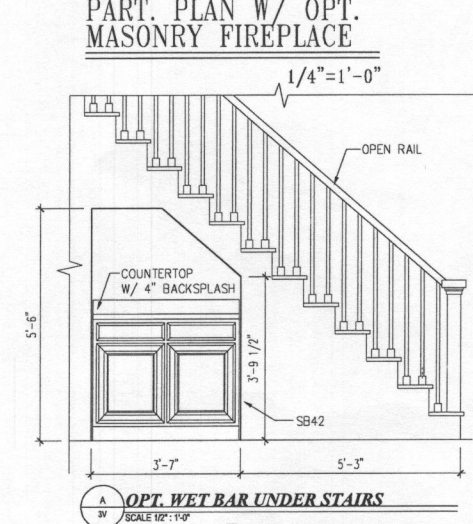 PART. PLAN W/ OPT.
MASONRY FIREPLACE
1/4"=1'-0"
OPEN RAIL
COUNTERTOP
W/ 4" BACKSPLASH
5'-6"
3'-9 1/2"
SB42
3'-7"
5'-3"
A
3V
OPT. WET BAR UNDER STAIRS
SCALE 1/2" : 1'-0"